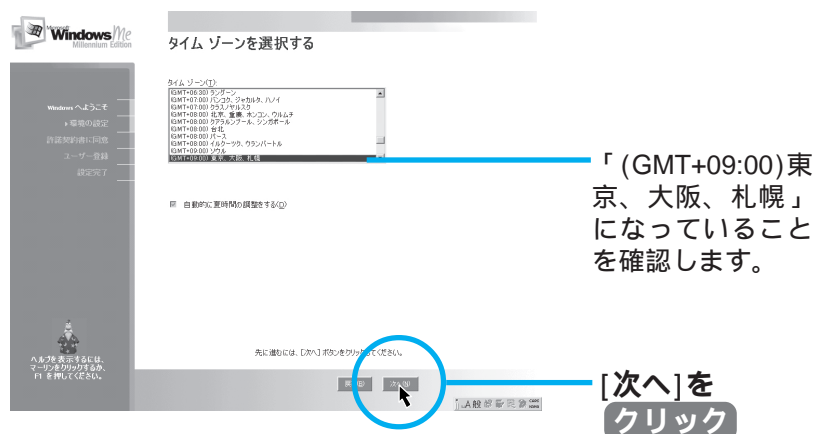 Microsoft
Windows Me
Millennium Edition
タイム ゾーンを選択する
Windows へようこそ
環境の設定
許諾契約書に同意
ユーザー登録
設定完了
タイム ゾーン(T):
(GMT+06:30) ラングーン
(GMT+07:00) バンコク、ジャカルタ、ハノイ
(GMT+07:00) クラスノヤルスク
(GMT+08:00) 北京、重慶、ホンコン、ウルムチ
(GMT+08:00) クアラルンプール、シンガポール
(GMT+08:00) 台北
(GMT+08:00) パース
(GMT+08:00) イルクーツク、ウランバートル
(GMT+09:00) ソウル
(GMT+09:00) 東京、大阪、札幌
自動的に夏時間の調整をする(D)
「(GMT+09:00)東
京、大阪、札幌」
になっていること
を確認します。
ヘルプを表示するには、
マーリンをクリックするか、
F1 を押してください。
先に進むには、[次へ] ボタンをクリックしてください。
次へ(N)
A 般
CAPS
KANA
[次へ]を
クリック